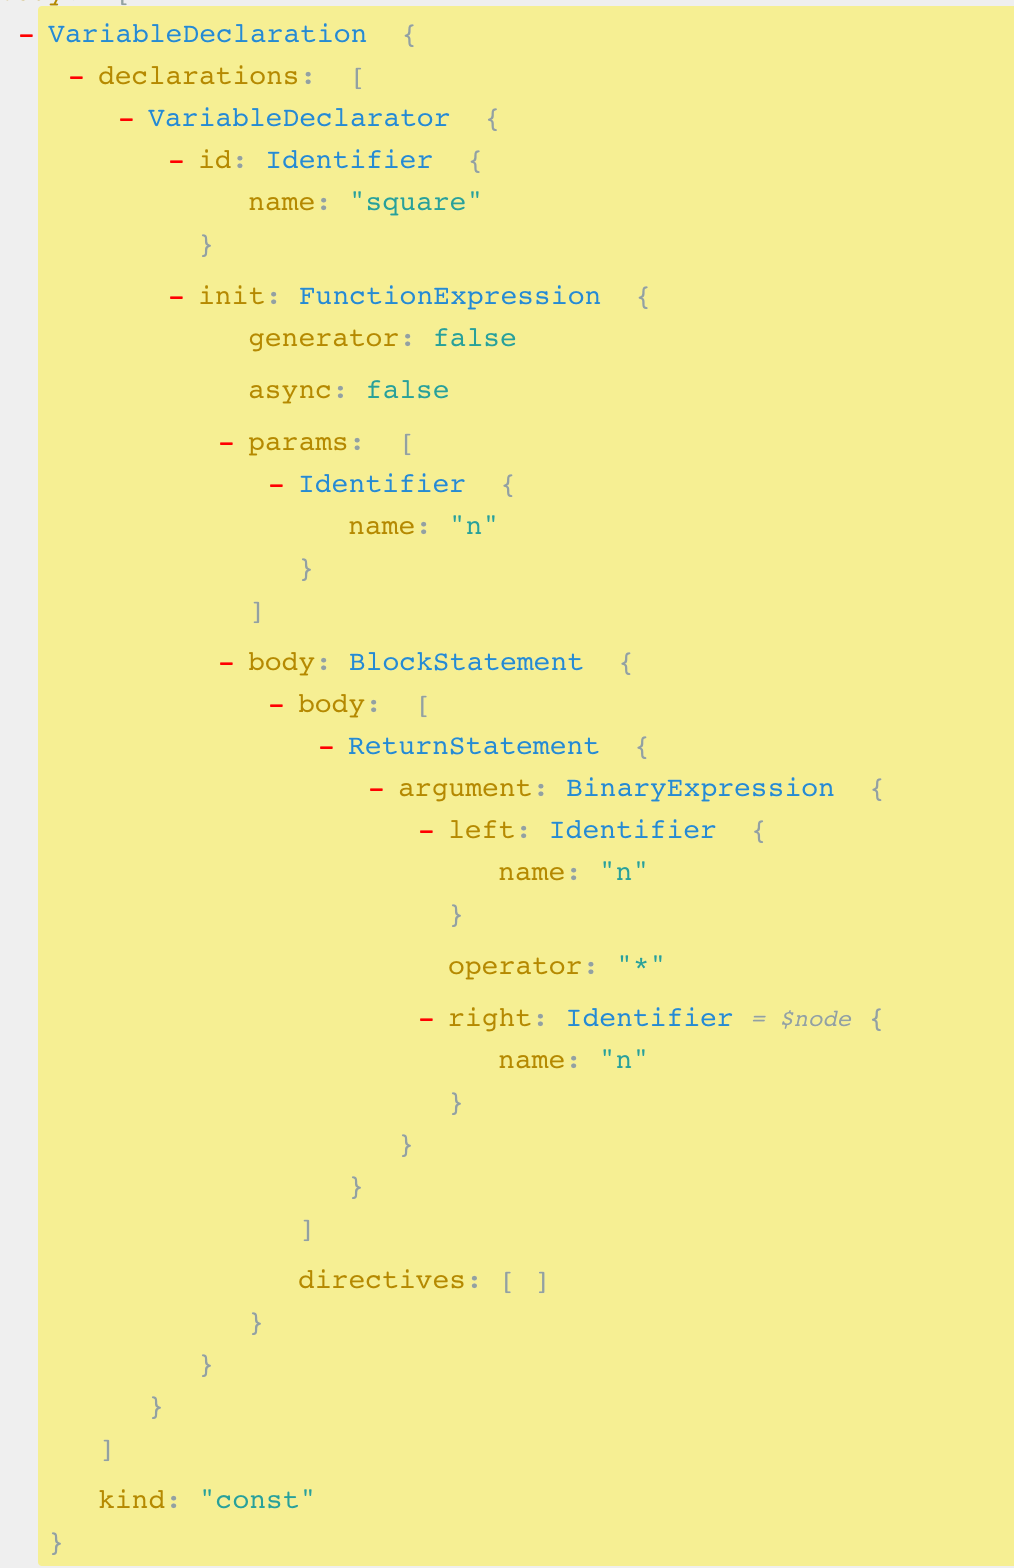 - VariableDeclaration {
- declarations: [
- VariableDeclarator {
- id: Identifier {
name: "square"
}
- init: FunctionExpression {
generator: false
async: false
- params: [
- Identifier {
name: "n"
}
]
- body: BlockStatement {
- body: [
- ReturnStatement {
- argument: BinaryExpression {
- left: Identifier {
name: "n"
}
operator: "*"
- right: Identifier = $node {
name: "n"
}
}
}
]
directives: [ ]
}
}
}
]
kind: "const"
}